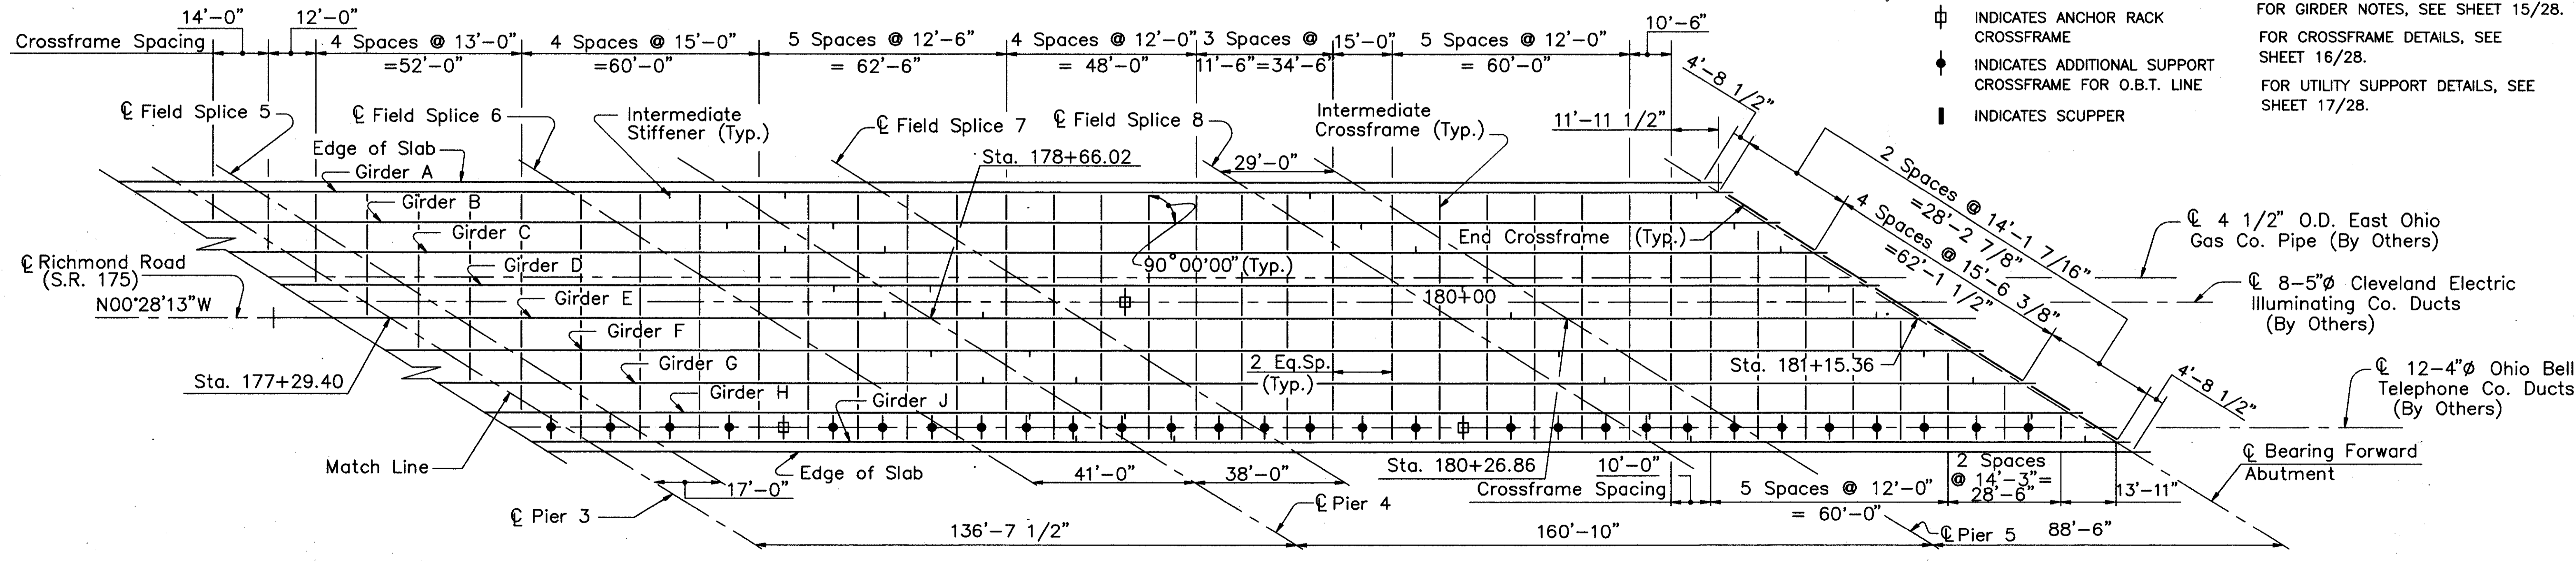 14'-0"
12'-0"
Crossframe Spacing
4 Spaces @ 13'-0"
=52'-0"
4 Spaces @ 15'-0"
=60'-0"
5 Spaces @ 12'-6"
= 62'-6"
4 Spaces @ 12'-0"
= 48'-0"
3 Spaces @
11'-6"=34'-6"
15'-0"
5 Spaces @ 12'-0"
= 60'-0"
10'-6"
INDICATES ANCHOR RACK
CROSSFRAME
INDICATES ADDITIONAL SUPPORT
CROSSFRAME FOR O.B.T. LINE
INDICATES SCUPPER
FOR GIRDER NOTES, SEE SHEET 15/28.
FOR CROSSFRAME DETAILS, SEE
SHEET 16/28.
FOR UTILITY SUPPORT DETAILS, SEE
SHEET 17/28.
℄ Field Splice 5
℄ Field Splice 6
Intermediate
Stiffener (Typ.)
℄ Field Splice 7
℄ Field Splice 8
Intermediate
Crossframe (Typ.)
11'-11 1/2"
4'-8 1/2"
Edge of Slab
Girder A
Sta. 178+66.02
29'-0"
2 Spaces @ 14'-1 7/16"
=28'-2 7/8"
4 Spaces @ 15'-6 3/8"
=62'-1 1/2"
Girder B
Girder C
End Crossframe (Typ.)
℄ 4 1/2" O.D. East Ohio
Gas Co. Pipe (By Others)
℄ Richmond Road
(S.R. 175)
Girder D
90°00'00" (Typ.)
N00°28'13"W
Girder E
180+00
℄ 8-5"ø Cleveland Electric
Illuminating Co. Ducts
(By Others)
Girder F
Girder G
2 Eq.Sp.
(Typ.)
Sta. 181+15.36
Sta. 177+29.40
Girder H
Girder J
4'-8 1/2"
℄ 12-4"ø Ohio Bell
Telephone Co. Ducts
(By Others)
Match Line
Edge of Slab
Sta. 180+26.86
℄ Bearing Forward
Abutment
17'-0"
41'-0"
38'-0"
Crossframe Spacing
10'-0"
5 Spaces @ 12'-0"
= 60'-0"
2 Spaces
@ 14'-3"=
28'-6"
13'-11"
℄ Pier 3
℄ Pier 4
℄ Pier 5
136'-7 1/2"
160'-10"
88'-6"